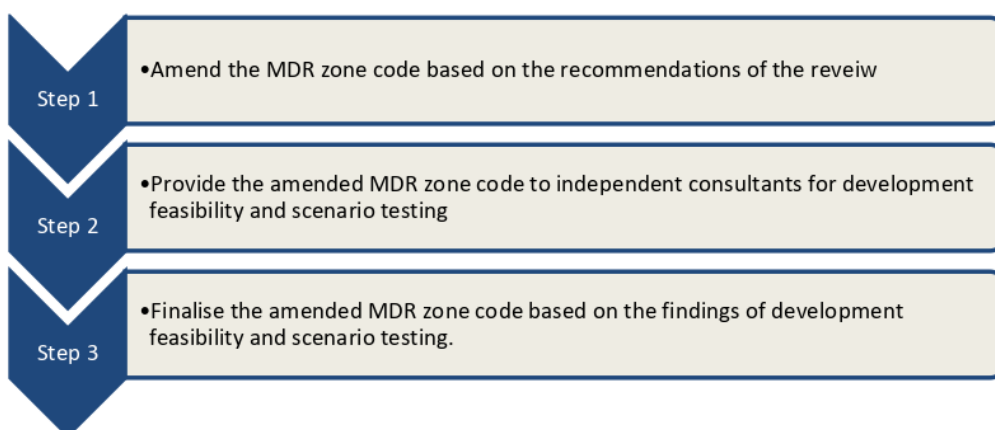 Step 1
•Amend the MDR zone code based on the recommendations of the reveiw
Step 2
•Provide the amended MDR zone code to independent consultants for development
feasibility and scenario testing
Step 3
•Finalise the amended MDR zone code based on the findings of development
feasibility and scenario testing.